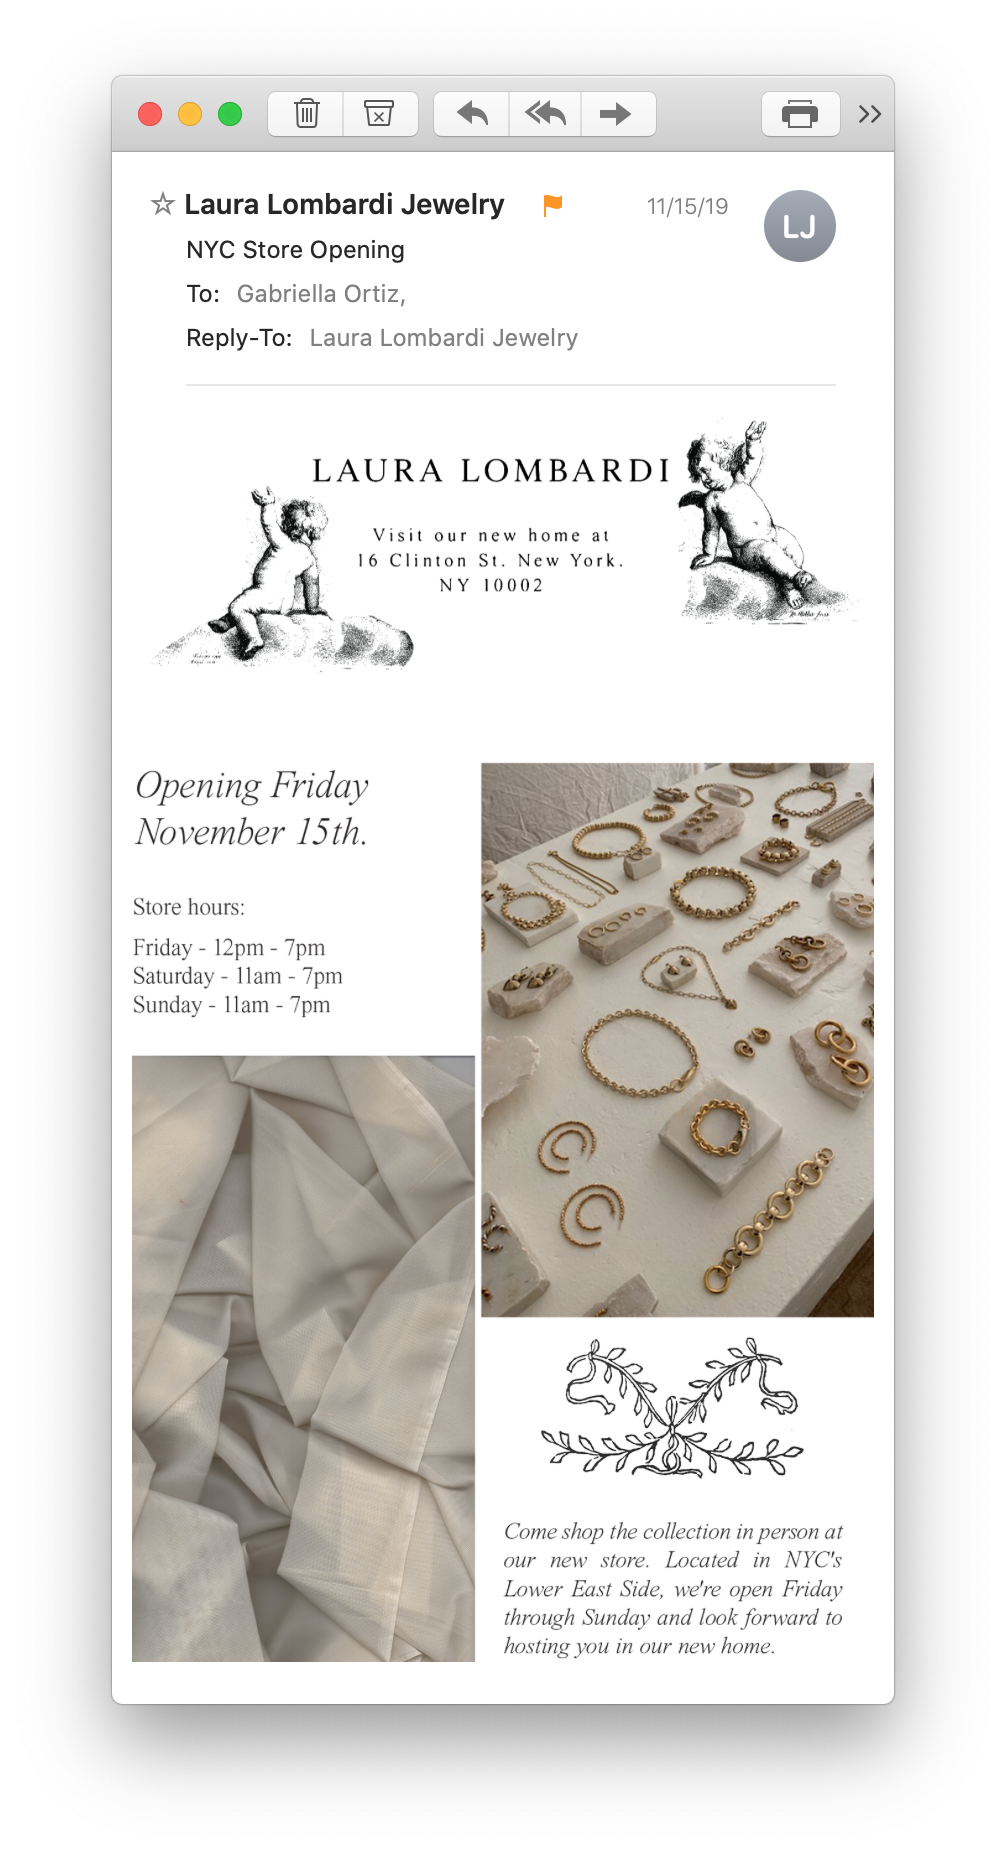 Laura Lombardi Jewelry
11/15/19
LJ
NYC Store Opening
To: Gabriella Ortiz,
Reply-To: Laura Lombardi Jewelry
LAURA LOMBARDI
Visit our new home at
16 Clinton St. New York.
NY 10002
Opening Friday
November 15th.
Store hours:
Friday - 12pm - 7pm
Saturday - 11am - 7pm
Sunday - 11am - 7pm
Come shop the collection in person at
our new store. Located in NYC's
Lower East Side, we're open Friday
through Sunday and look forward to
hosting you in our new home.